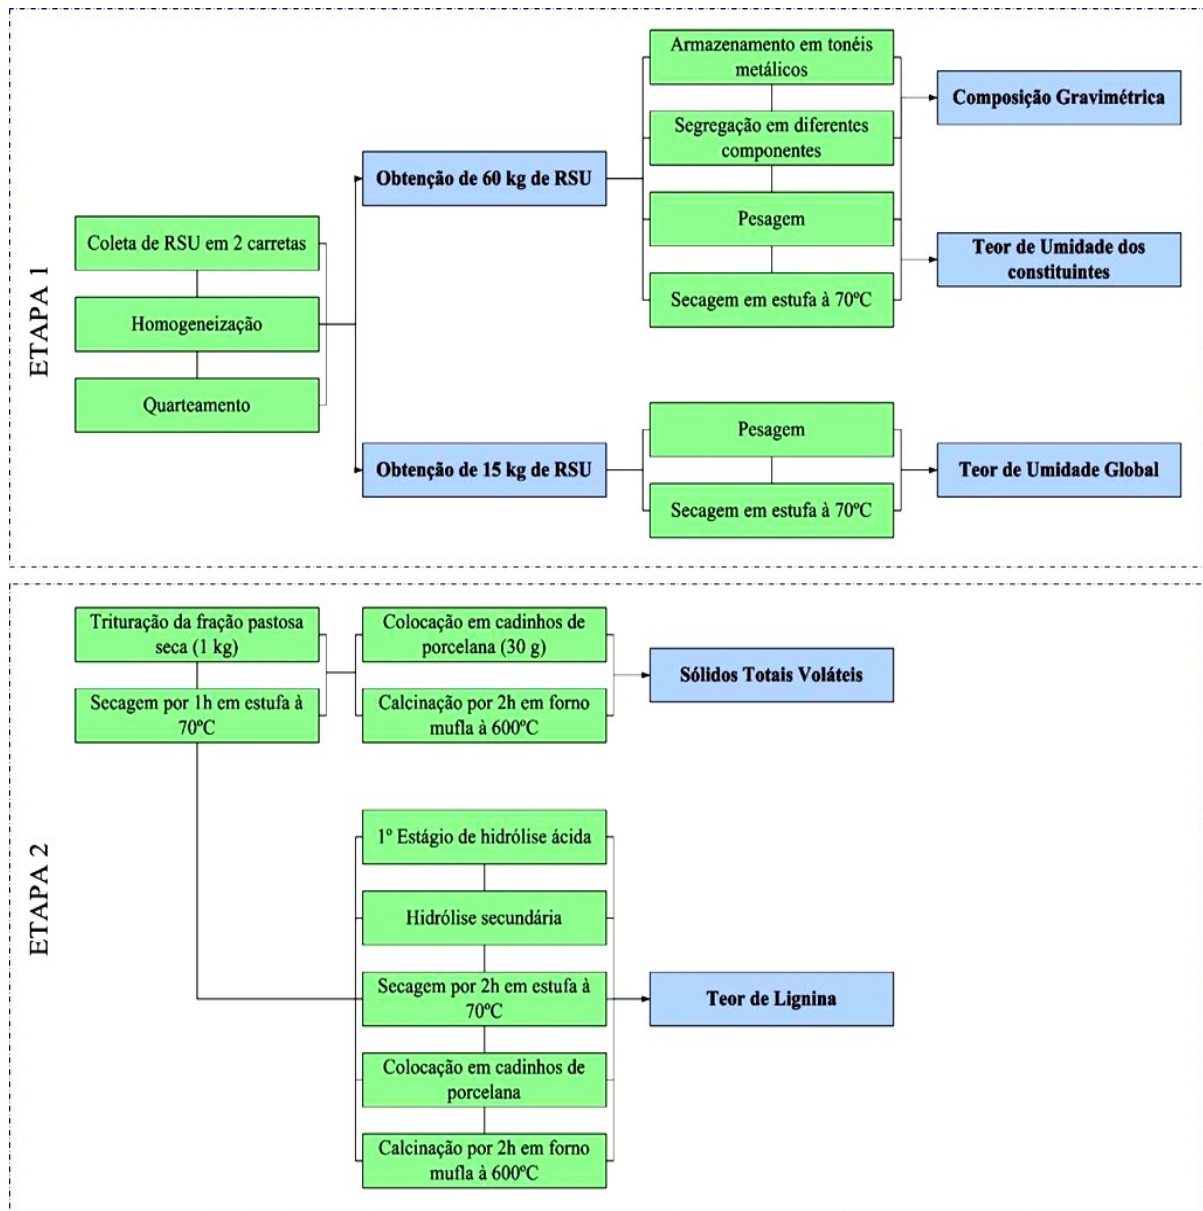 ETAPA 1
Coleta de RSU em 2 carretas
Homogeneização
Quarteamento
Obtenção de 60 kg de RSU
Armazenamento em tonéis
metálicos
Segregação em diferentes
componentes
Pesagem
Secagem em estufa à 70ºC
Composição Gravimétrica
Teor de Umidade dos
constituintes
Obtenção de 15 kg de RSU
Pesagem
Secagem em estufa à 70ºC
Teor de Umidade Global
ETAPA 2
Trituração da fração pastosa
seca (1 kg)
Secagem por 1h em estufa à
70ºC
Colocação em cadinhos de
porcelana (30 g)
Calcinação por 2h em forno
mufla à 600ºC
Sólidos Totais Voláteis
1º Estágio de hidrólise ácida
Hidrólise secundária
Secagem por 2h em estufa à
70ºC
Colocação em cadinhos de
porcelana
Calcinação por 2h em forno
mufla à 600ºC
Teor de Lignina